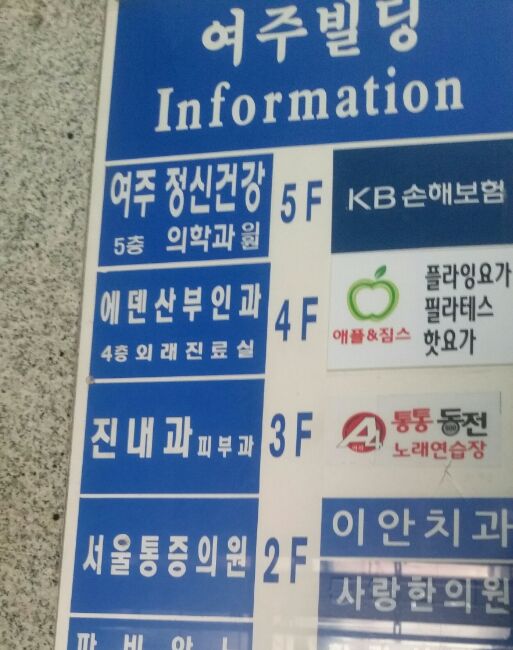 여주빌딩
Information
여주 정신건강
5층 의학과의원
5F
KB손해보험
에덴산부인과
4층외래진료실
4F
애플&짐스
플라잉요가
필라테스
핫요가
진내과피부과
3F
통통동전
노래연습장
서울통증의원
2F
이안치과
사랑한의원